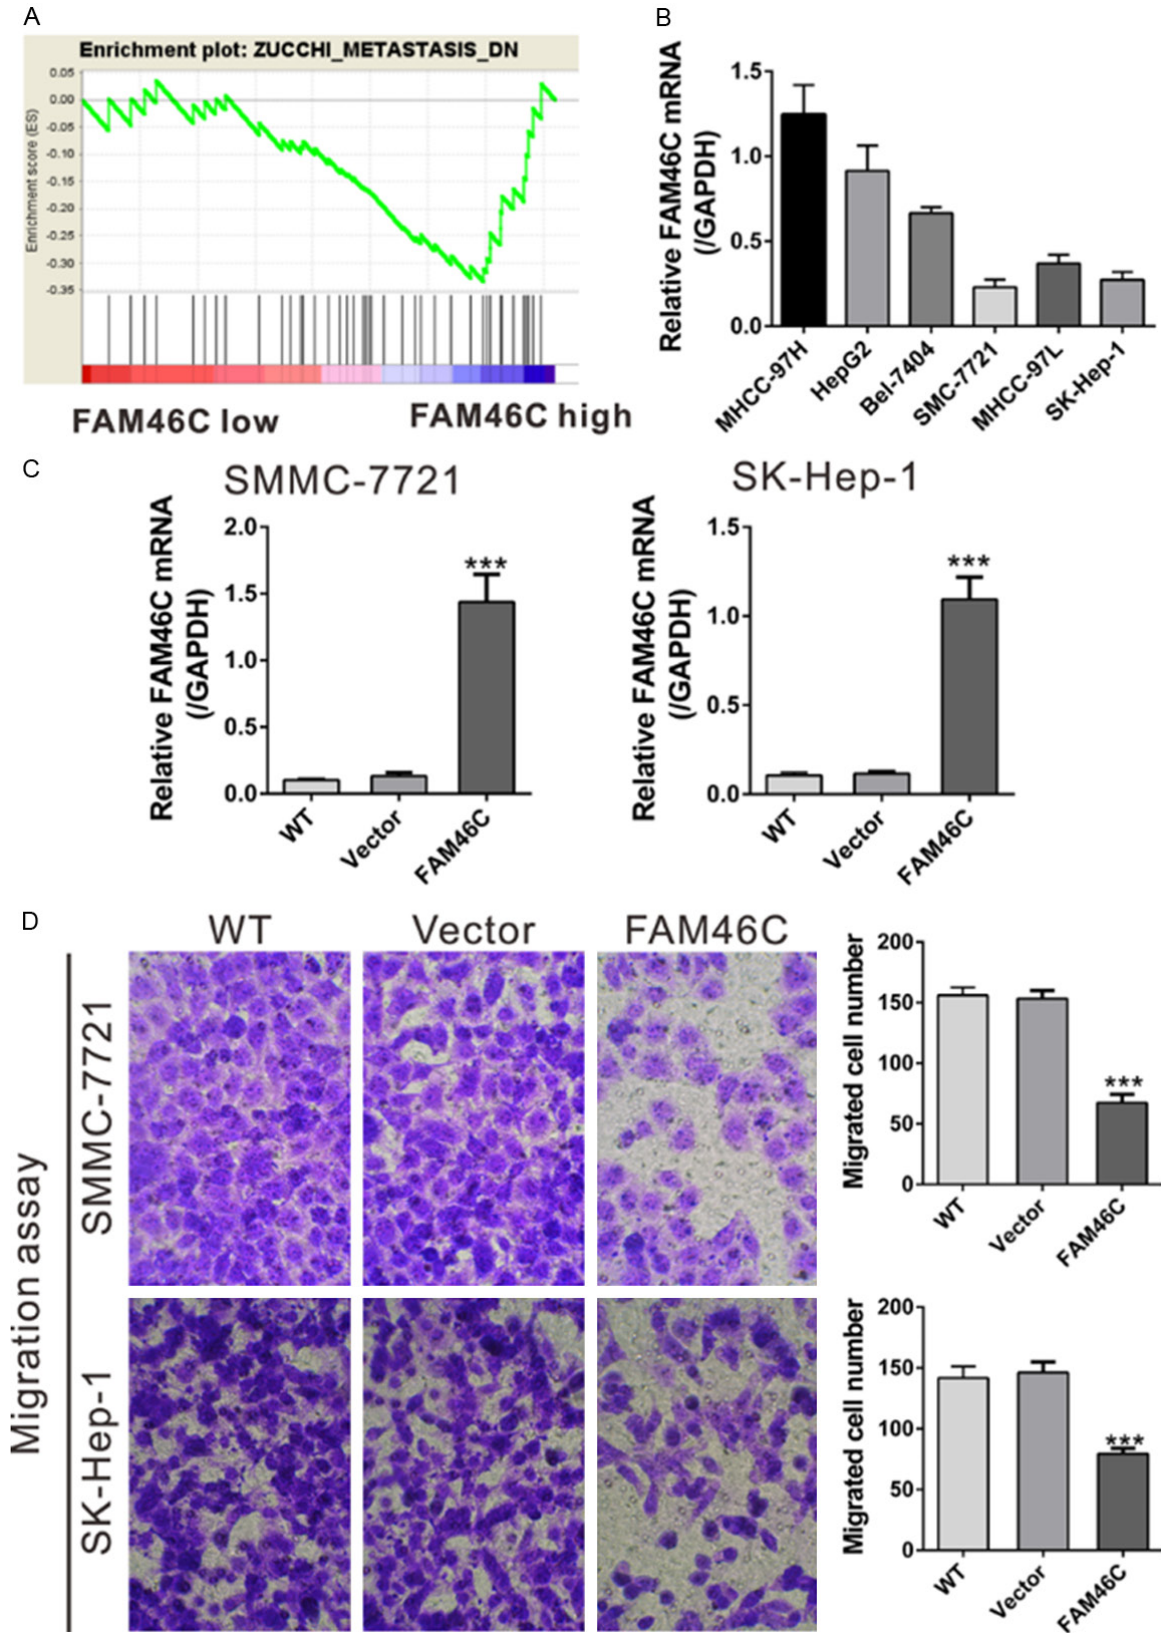 A
Enrichment plot: ZUCCHI_METASTASIS_DN
Enrichment score (ES)
0.05
0.00
-0.05
-0.10
-0.15
-0.20
-0.25
-0.30
-0.35
FAM46C low
FAM46C high
B
Relative FAM46C mRNA
(/GAPDH)
1.5
1.0
0.5
0.0
MHCC-97H
HepG2
Bel-7404
SMC-7721
MHCC-97L
SK-Hep-1
C
SMMC-7721
Relative FAM46C mRNA
(/GAPDH)
2.0
1.5
1.0
0.5
0.0
***
WT
Vector
FAM46C
SK-Hep-1
Relative FAM46C mRNA
(/GAPDH)
1.5
1.0
0.5
0.0
***
WT
Vector
FAM46C
D
WT
Vector
FAM46C
Migration assay
SMMC-7721
Migrated cell number
200
150
100
50
0
***
WT
Vector
FAM46C
SK-Hep-1
Migrated cell number
200
150
100
50
0
***
WT
Vector
FAM46C